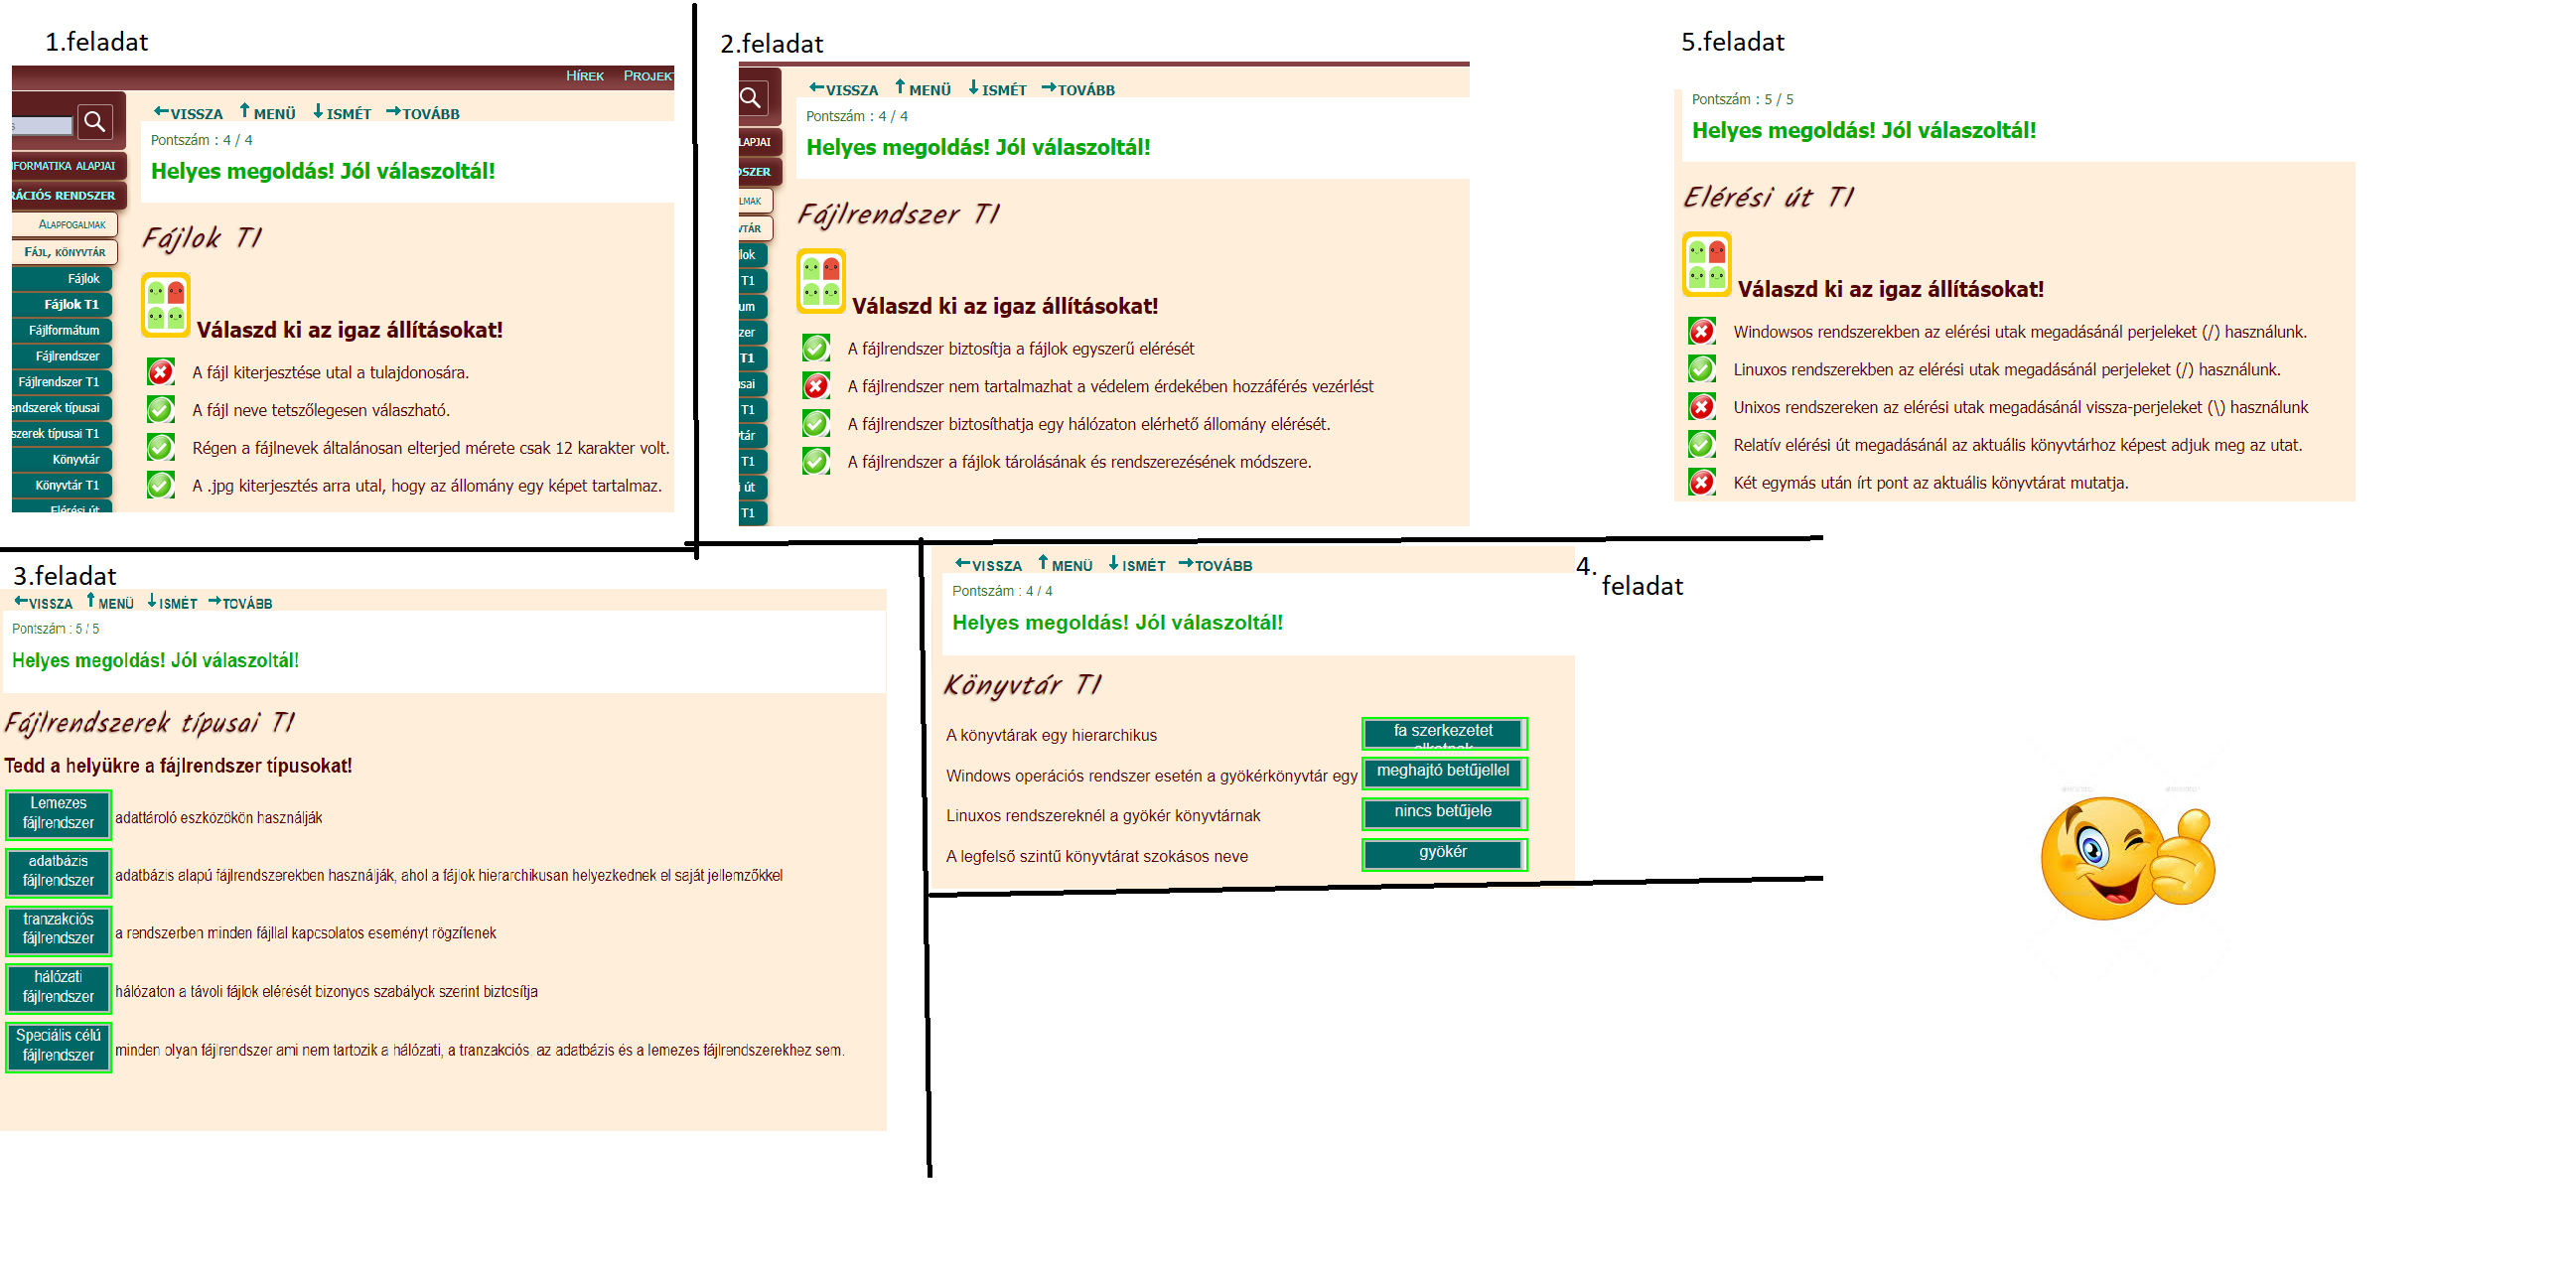 1.feladat
HÍREK PROJEK
NFORMATIKA ALAPJAI
RÁCIÓS RENDSZER
ALAPFOGALMAK
FÁJL, KÖNYVTÁR
Fájlok
Fájlok T1
Fájlformátum
Fájlrendszer
Fájlrendszer T1
endszerek típusai
szerek típusai T1
Könyvtár
Könyvtár T1
Elérési út
VISSZA MENÜ ISMÉT TOVÁBB
Pontszám : 4 / 4
Helyes megoldás! Jól válaszoltál!
Fájlok T1
Válaszd ki az igaz állításokat!
A fájl kiterjesztése utal a tulajdonosára.
A fájl neve tetszőlegesen válaszható.
Régen a fájlnevek általánosan elterjed mérete csak 12 karakter volt.
A .jpg kiterjesztés arra utal, hogy az állomány egy képet tartalmaz.
2.feladat
LAPJAI
DSZER
LMAK
VTÁR
lok
T1
um
zer
T1
usai
T1
tár
T1
i út
T1
VISSZA MENÜ ISMÉT TOVÁBB
Pontszám : 4 / 4
Helyes megoldás! Jól válaszoltál!
Fájlrendszer T1
Válaszd ki az igaz állításokat!
A fájlrendszer biztosítja a fájlok egyszerű elérését
A fájlrendszer nem tartalmazhat a védelem érdekében hozzáférés vezérlést
A fájlrendszer biztosíthatja egy hálózaton elérhető állomány elérését.
A fájlrendszer a fájlok tárolásának és rendszerezésének módszere.
5.feladat
Pontszám : 5 / 5
Helyes megoldás! Jól válaszoltál!
Elérési út T1
Válaszd ki az igaz állításokat!
Windowsos rendszerekben az elérési utak megadásánál perjeleket (/) használunk.
Linuxos rendszerekben az elérési utak megadásánál perjeleket (/) használunk.
Unixos rendszereken az elérési utak megadásánál vissza-perjeleket (\) használunk
Relatív elérési út megadásánál az aktuális könyvtárhoz képest adjuk meg az utat.
Két egymás után írt pont az aktuális könyvtárat mutatja.
3.feladat
VISSZA MENÜ ISMÉT TOVÁBB
Pontszám : 5 / 5
Helyes megoldás! Jól válaszoltál!
Fájlrendszerek típusai T1
Tedd a helyükre a fájlrendszer típusokat!
Lemezes
fájlrendszer
adattároló eszközökön használják
adatbázis
fájlrendszer
adatbázis alapú fájlrendszerekben használják, ahol a fájlok hierarchikusan helyezkednek el saját jellemzőkkel
tranzakciós
fájlrendszer
a rendszerben minden fájllal kapcsolatos eseményt rögzítenek
hálózati
fájlrendszer
hálózaton a távoli fájlok elérését bizonyos szabályok szerint biztosítja
Speciális célú
fájlrendszer
minden olyan fájlrendszer ami nem tartozik a hálózati, a tranzakciós, az adatbázis és a lemezes fájlrendszerekhez sem.
4.
feladat
VISSZA MENÜ ISMÉT TOVÁBB
Pontszám : 4 / 4
Helyes megoldás! Jól válaszoltál!
Könyvtár T1
A könyvtárak egy hierarchikus fa szerkezetet
alkotnak
Windows operációs rendszer esetén a gyökérkönyvtár egy meghajtó betűjellel
Linuxos rendszereknél a gyökér könyvtárnak nincs betűjele
A legfelső szintű könyvtárat szokásos neve gyökér